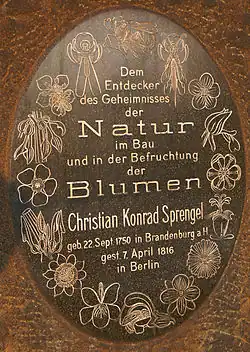 Dem
Entdecker
des Geheimnisses
der
Natur
im Bau
und in der Befruchtung
der
Blumen
Christian Konrad Sprengel
geb. 22. Sept 1750 in Brandenburg a.H.
gest. 7. April 1816
in Berlin